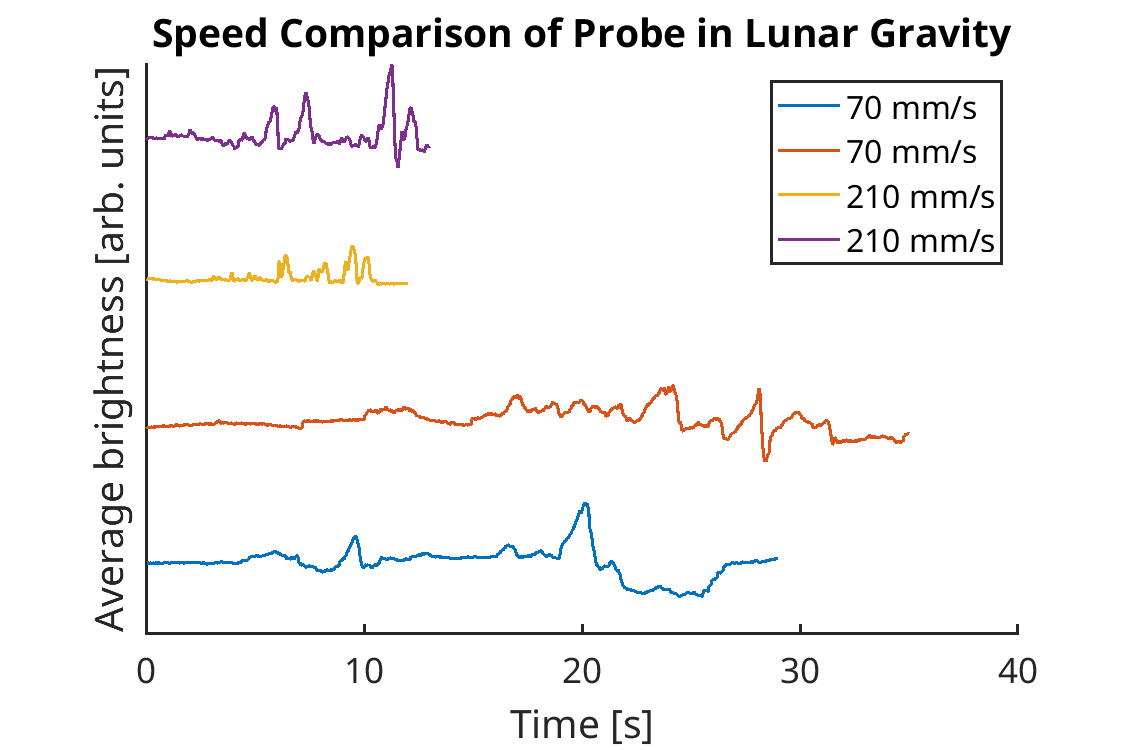 Speed Comparison of Probe in Lunar Gravity
Average brightness [arb. units]
70 mm/s
70 mm/s
210 mm/s
210 mm/s
0 10 20 30 40
Time [s]